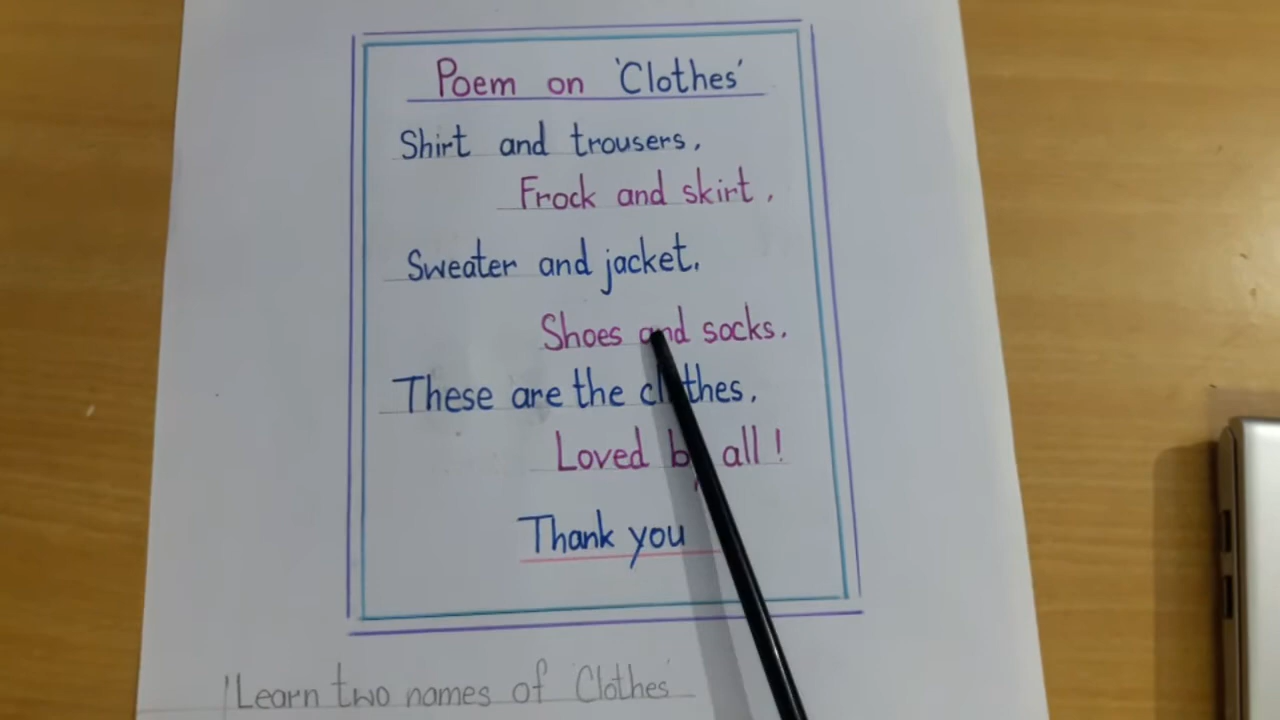 Poem on 'Clothes'
Shirt and trousers,
Frock and skirt,
Sweater and jacket,
Shoes and socks.
These are the clothes,
Loved by all!
Thank you
Learn two names of 'Clothes'